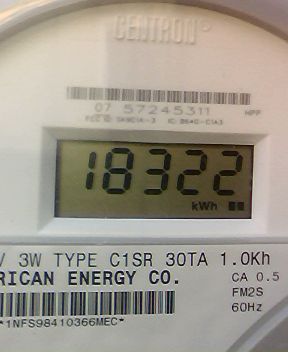 CENTRON®
07 57245311 HPP
18322
kWh
V 3W TYPE C1SR 30TA 1.0Kh
RICAN ENERGY CO. CA 0.5
FM2S
60Hz
*1NFS98410366MEC*